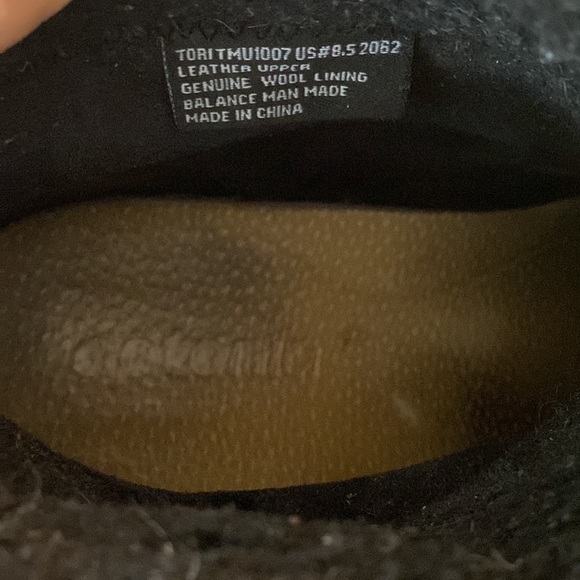 TORITMU1007 US#8.5 2062
LEATHER UPPER
GENUINE WOOL LINING
BALANCE MAN MADE
MADE IN CHINA